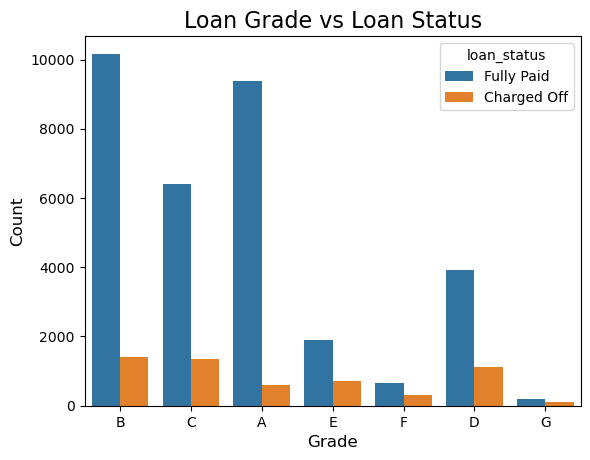 Loan Grade vs Loan Status
loan_status
Fully Paid
Charged Off
Count
10000
8000
6000
4000
2000
0
B C A E F D G
Grade